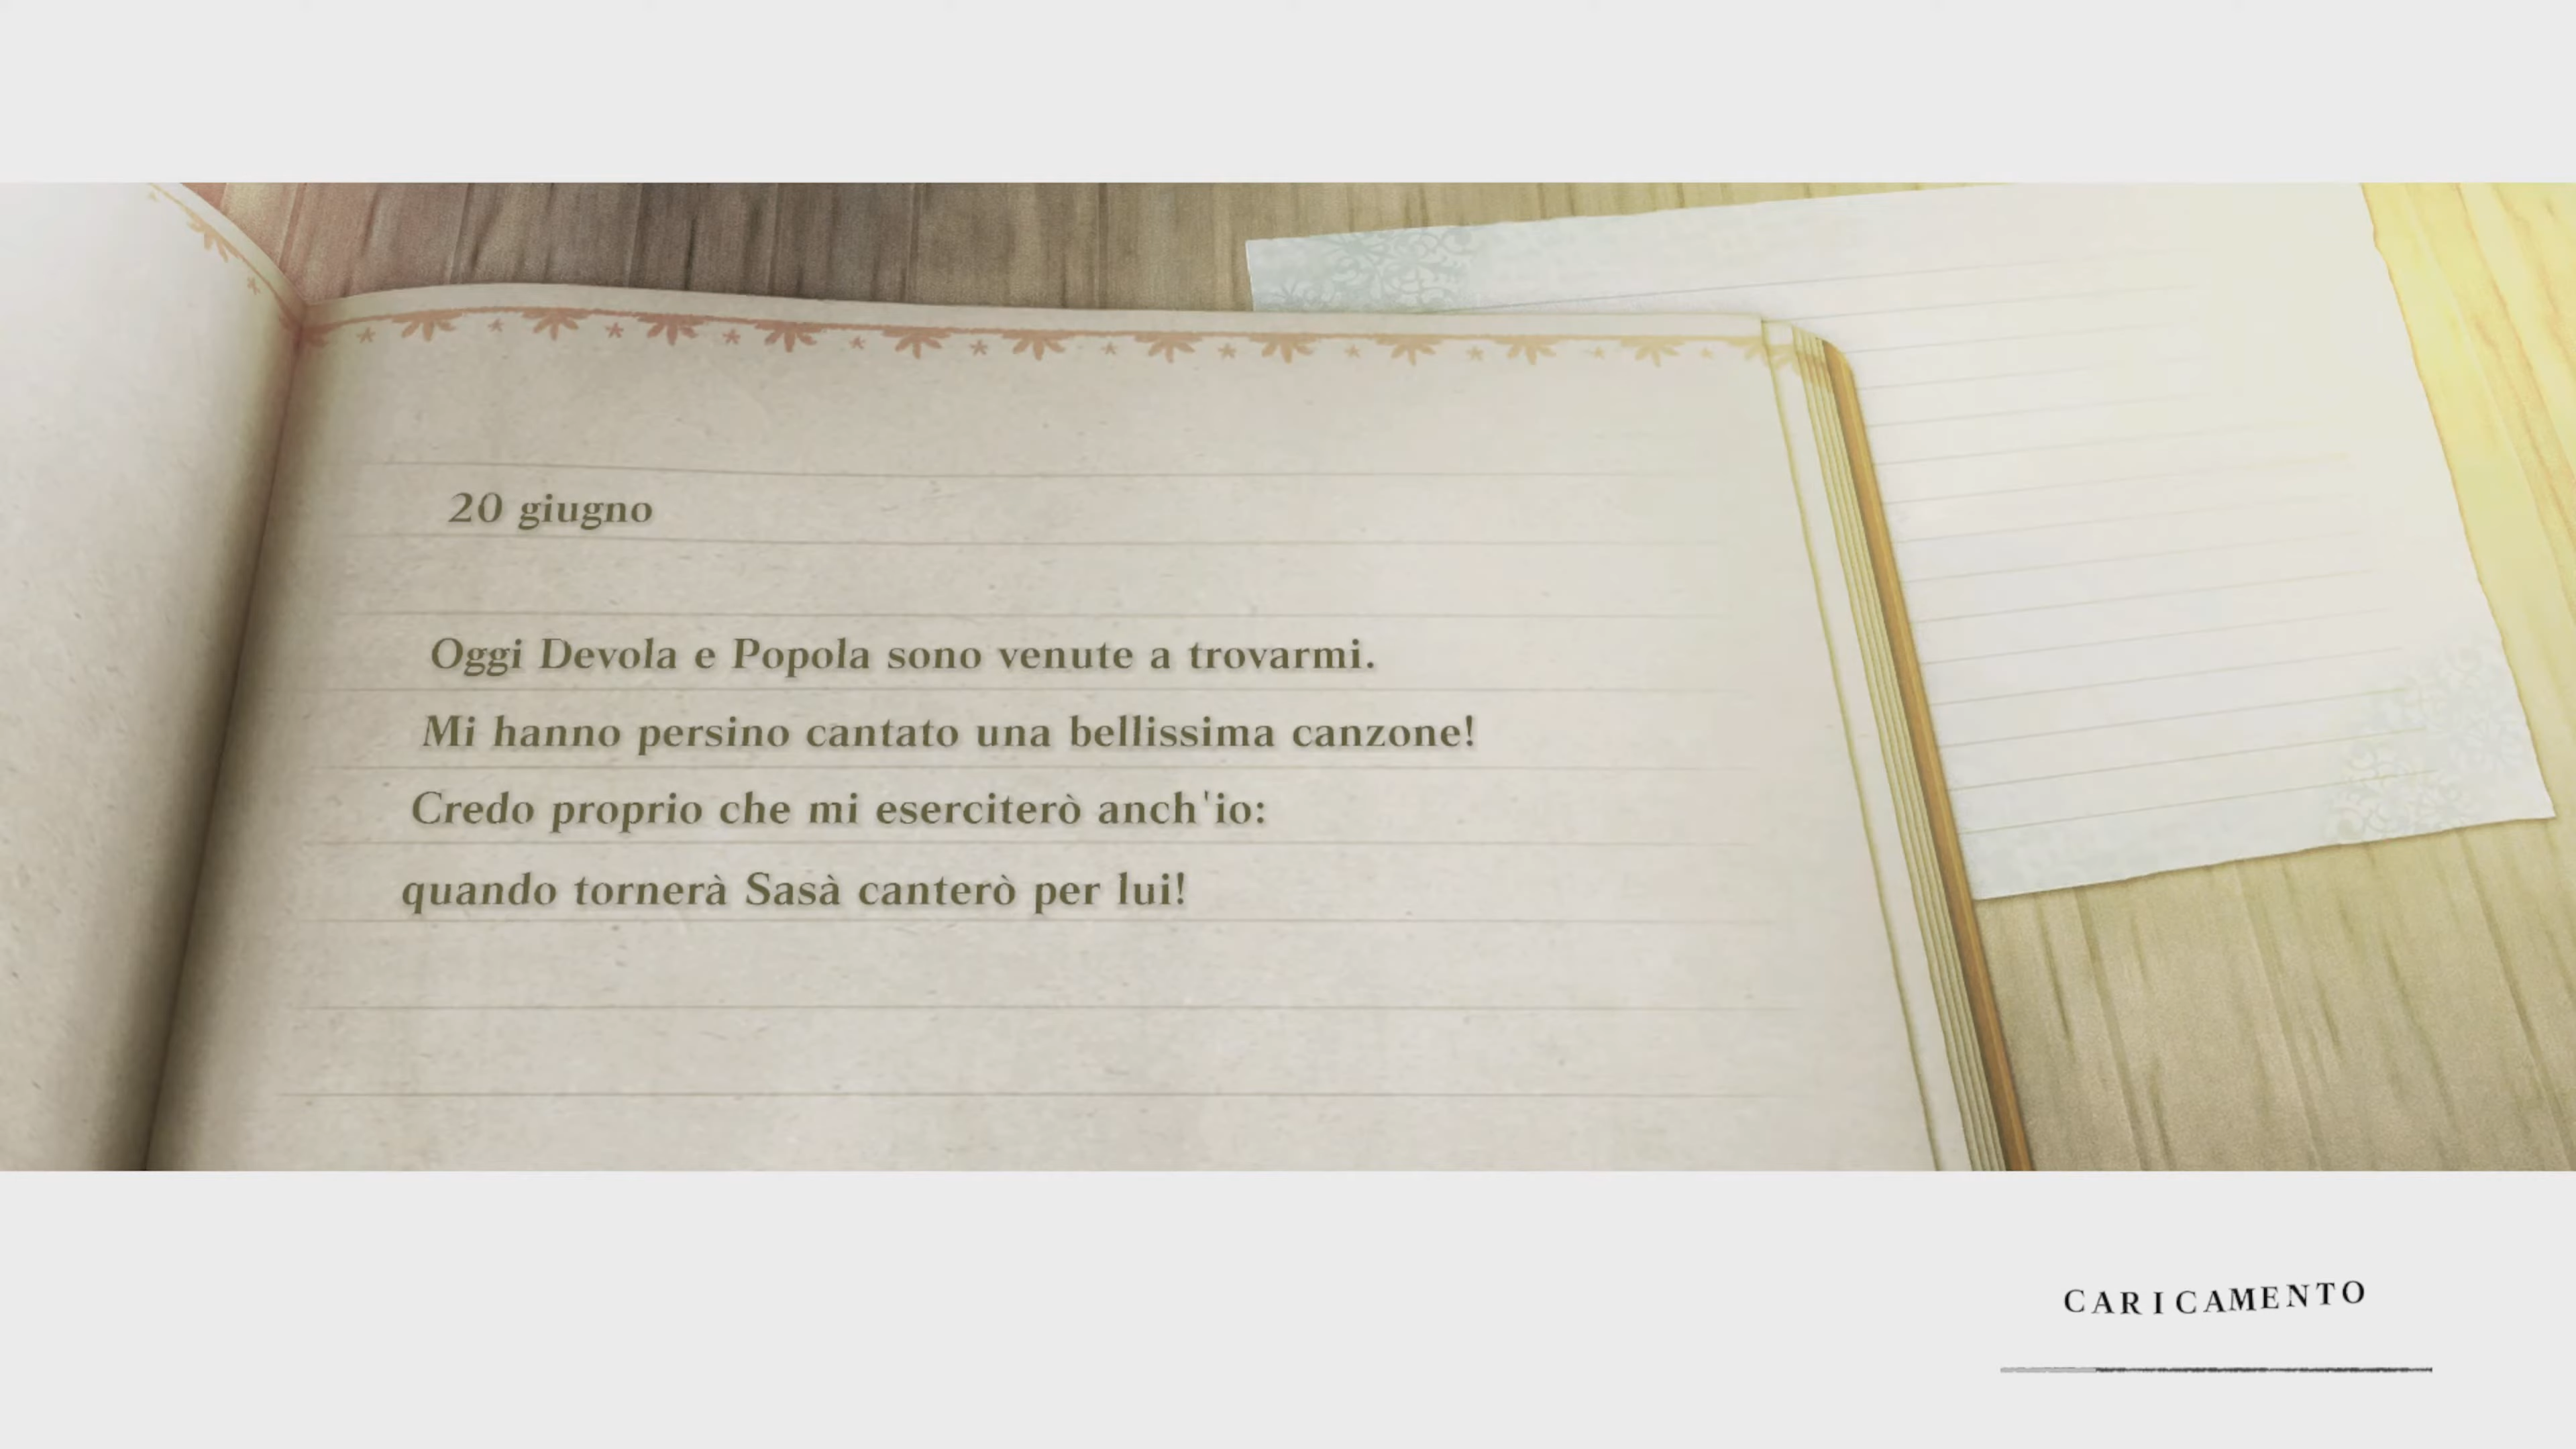 20 giugno
Oggi Devola e Popola sono venute a trovarmi.
Mi hanno persino cantato una bellissima canzone!
Credo proprio che mi eserciterò anch'io:
quando tornerà Sasà canterò per lui!
CARICAMENTO